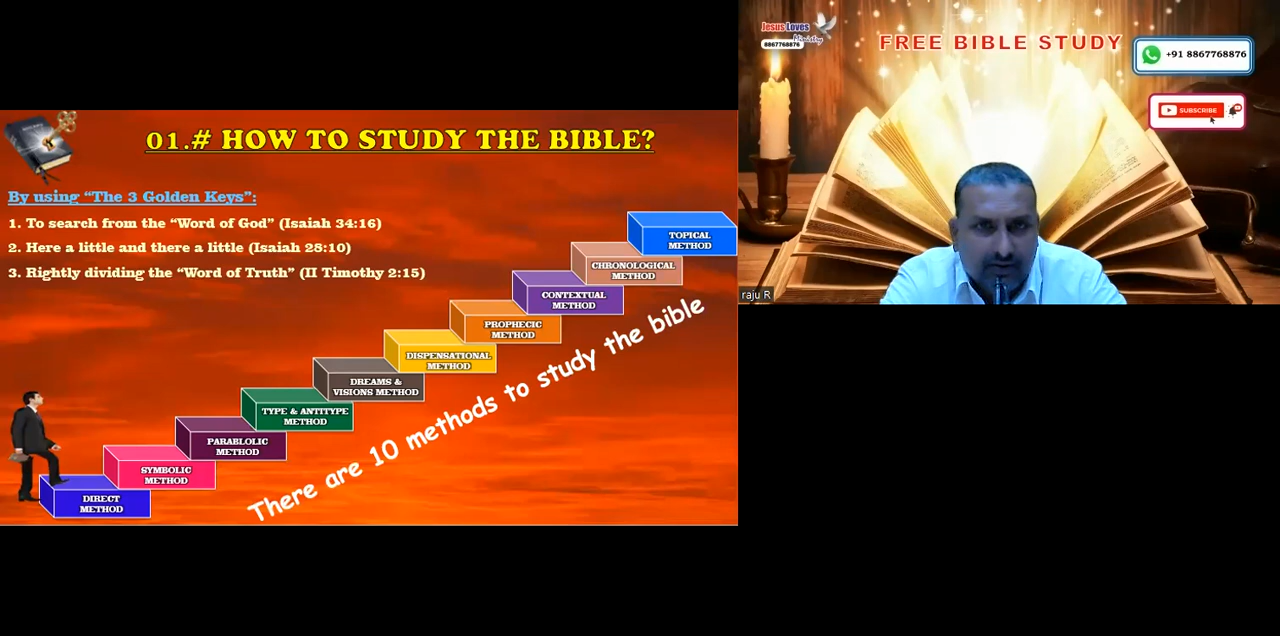 01.# HOW TO STUDY THE BIBLE?
By using “The 3 Golden Keys”:
1. To search from the “Word of God” (Isaiah 34:16)
2. Here a little and there a little (Isaiah 28:10)
3. Rightly dividing the “Word of Truth” (II Timothy 2:15)
TOPICAL
METHOD
CHRONOLOGICAL
METHOD
CONTEXTUAL
METHOD
PROPHECIC
METHOD
DISPENSATIONAL
METHOD
DREAMS &
VISIONS METHOD
TYPE & ANTITYPE
METHOD
PARABLOLIC
METHOD
SYMBOLIC
METHOD
DIRECT
METHOD
There are 10 methods to study the bible
Jesus Loves
Ministry
8867768876
FREE BIBLE STUDY
+91 8867768876
SUBSCRIBE
raju R